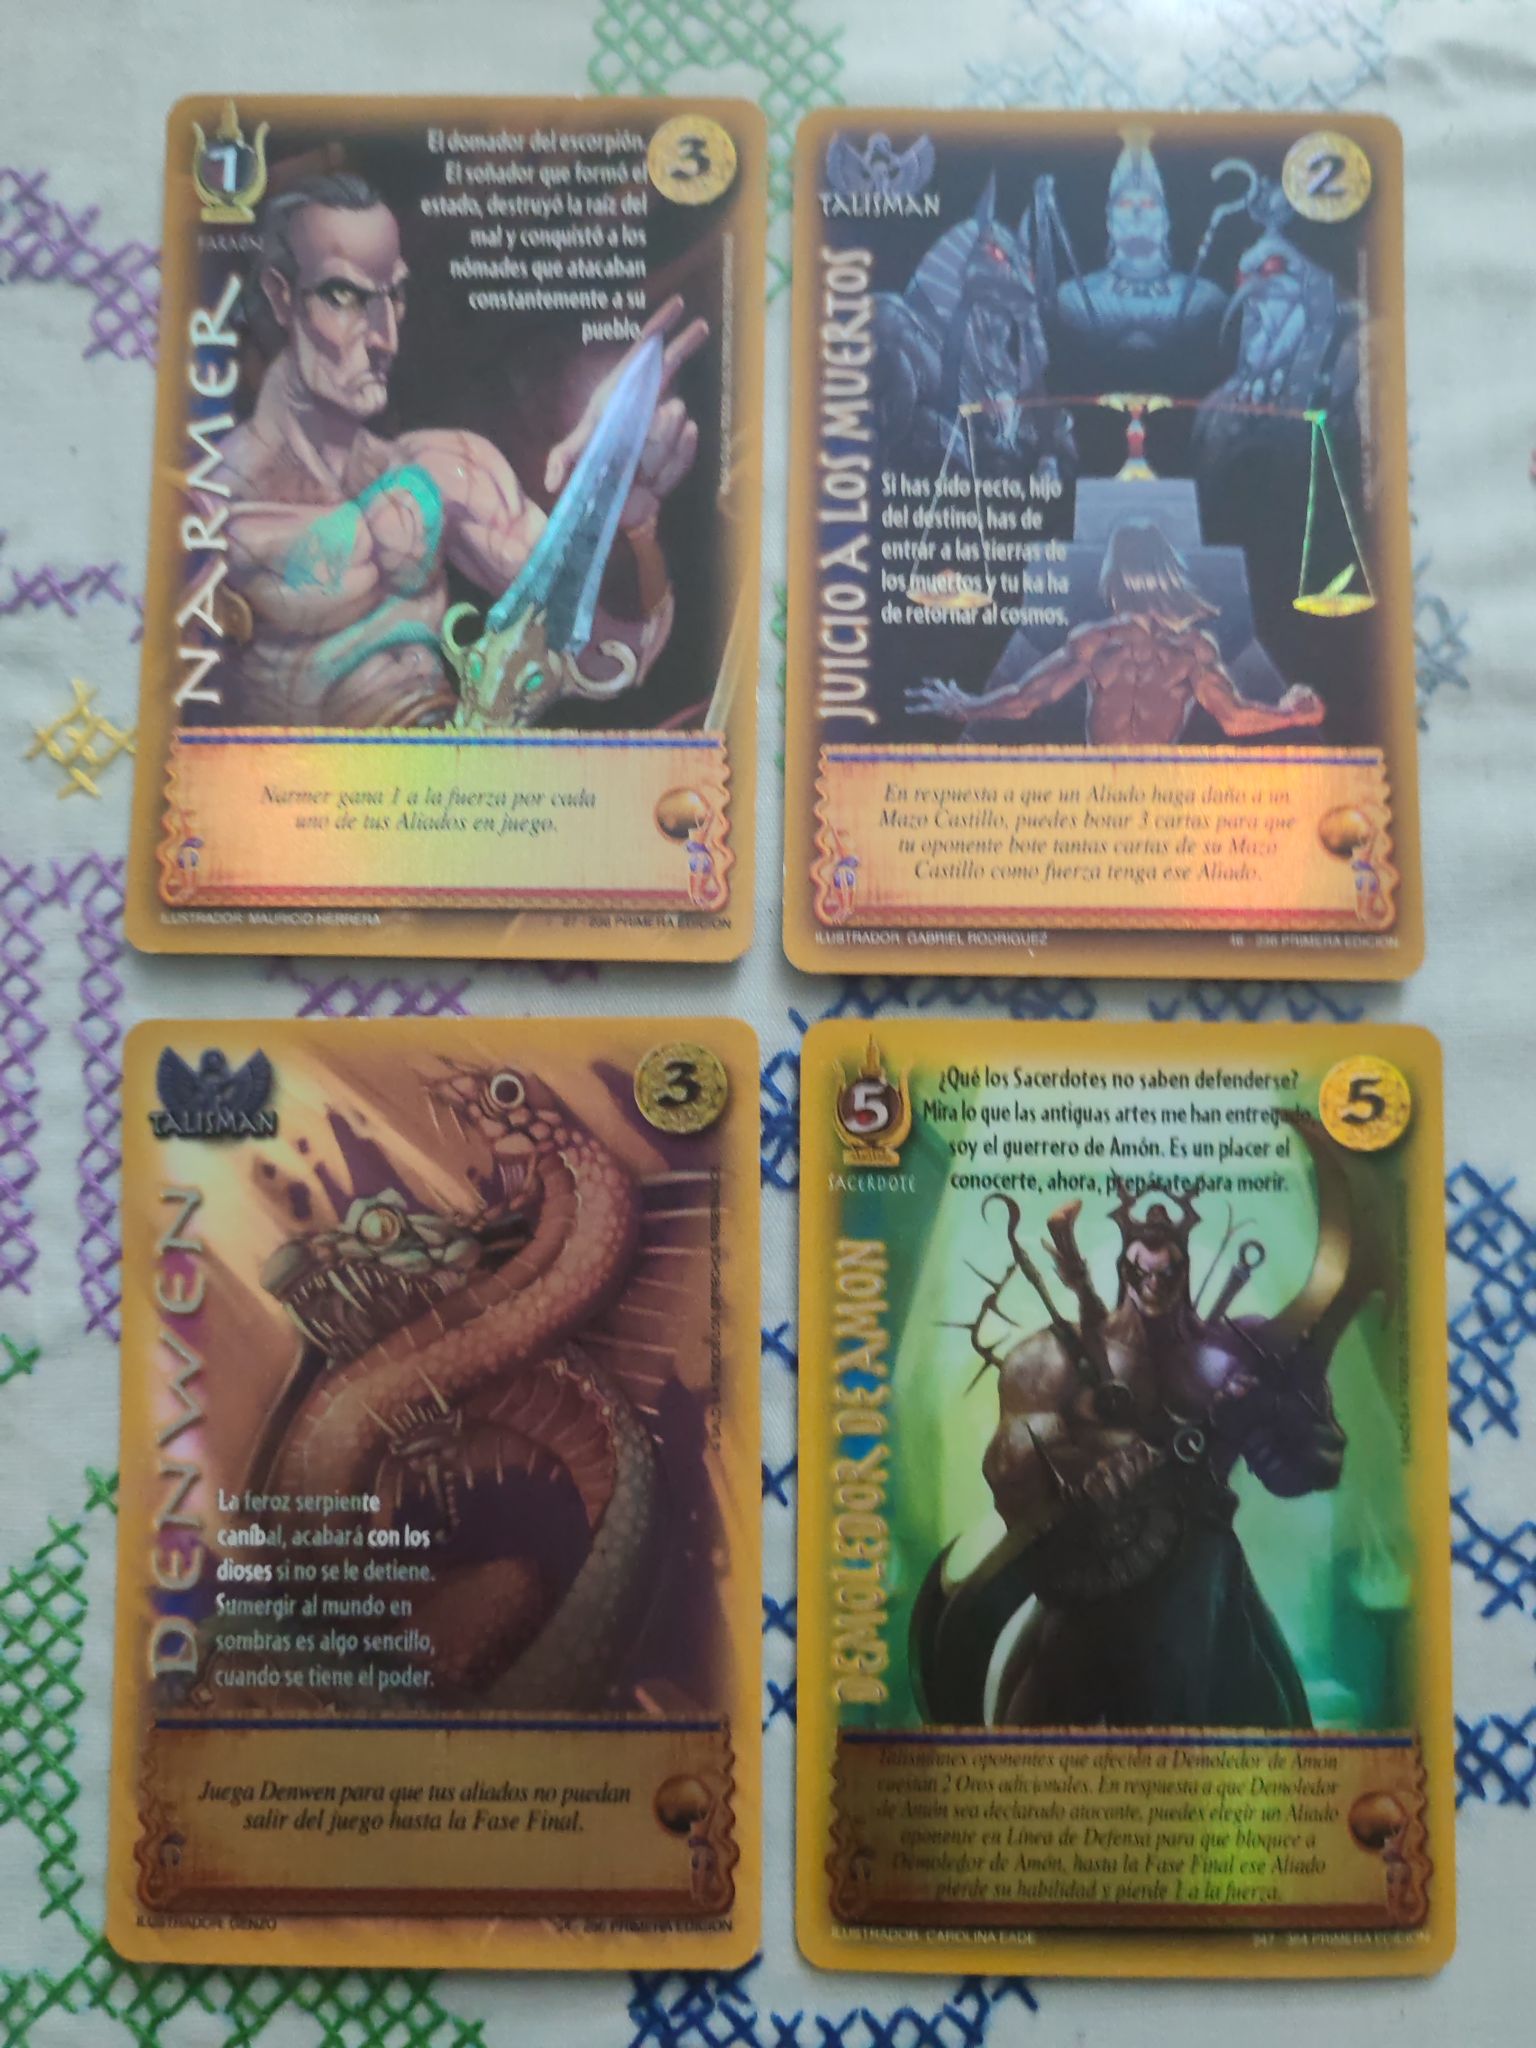 1
FARAÓN
3
El domador del escorpión.
El soñador que formó el
estado, destruyó la raíz del
mal y conquistó a los
nómades que atacaban
constantemente a su
pueblo.
NARMER
Narmer gana 1 a la fuerza por cada
uno de tus Aliados en juego.
ILUSTRADOR: MAURICIO HERRERA
27 - 236 PRIMERA EDICION
TALISMAN
2
JUICIO A LOS MUERTOS
Si has sido recto, hijo
del destino, has de
entrar a las tierras de
los muertos y tu ka ha
de retornar al cosmos.
En respuesta a que un Aliado haga daño a un
Mazo Castillo, puedes botar 3 cartas para que
tu oponente bote tantas cartas de su Mazo
Castillo como fuerza tenga ese Aliado.
ILUSTRADOR: GABRIEL RODRIGUEZ
236 PRIMERA EDICION
TALISMAN
3
DENWEN
La feroz serpiente
caníbal, acabará con los
dioses si no se le detiene.
Sumergir al mundo en
sombras es algo sencillo,
cuando se tiene el poder.
Juega Denwen para que tus aliados no puedan
salir del juego hasta la Fase Final.
ILUSTRADOR: GENZO
236 PRIMERA EDICION
5
SACERDOTE
5
¿Qué los Sacerdotes no saben defenderse?
Mira lo que las antiguas artes me han entregado,
soy el guerrero de Amón. Es un placer el
conocerte, ahora, prepárate para morir.
DEMOLEDOR DE AMON
Talismanes oponentes que afecten a Demoledor de Amón
cuestan 2 Oros adicionales. En respuesta a que Demoledor
de Amón sea declarado atacante, puedes elegir un Aliado
oponente en Línea de Defensa para que bloquee a
Demoledor de Amón, hasta la Fase Final ese Aliado
pierde su habilidad y pierde 1 a la fuerza.
ILUSTRADOR: CAROLINA EADE
347 - 364 PRIMERA EDICION